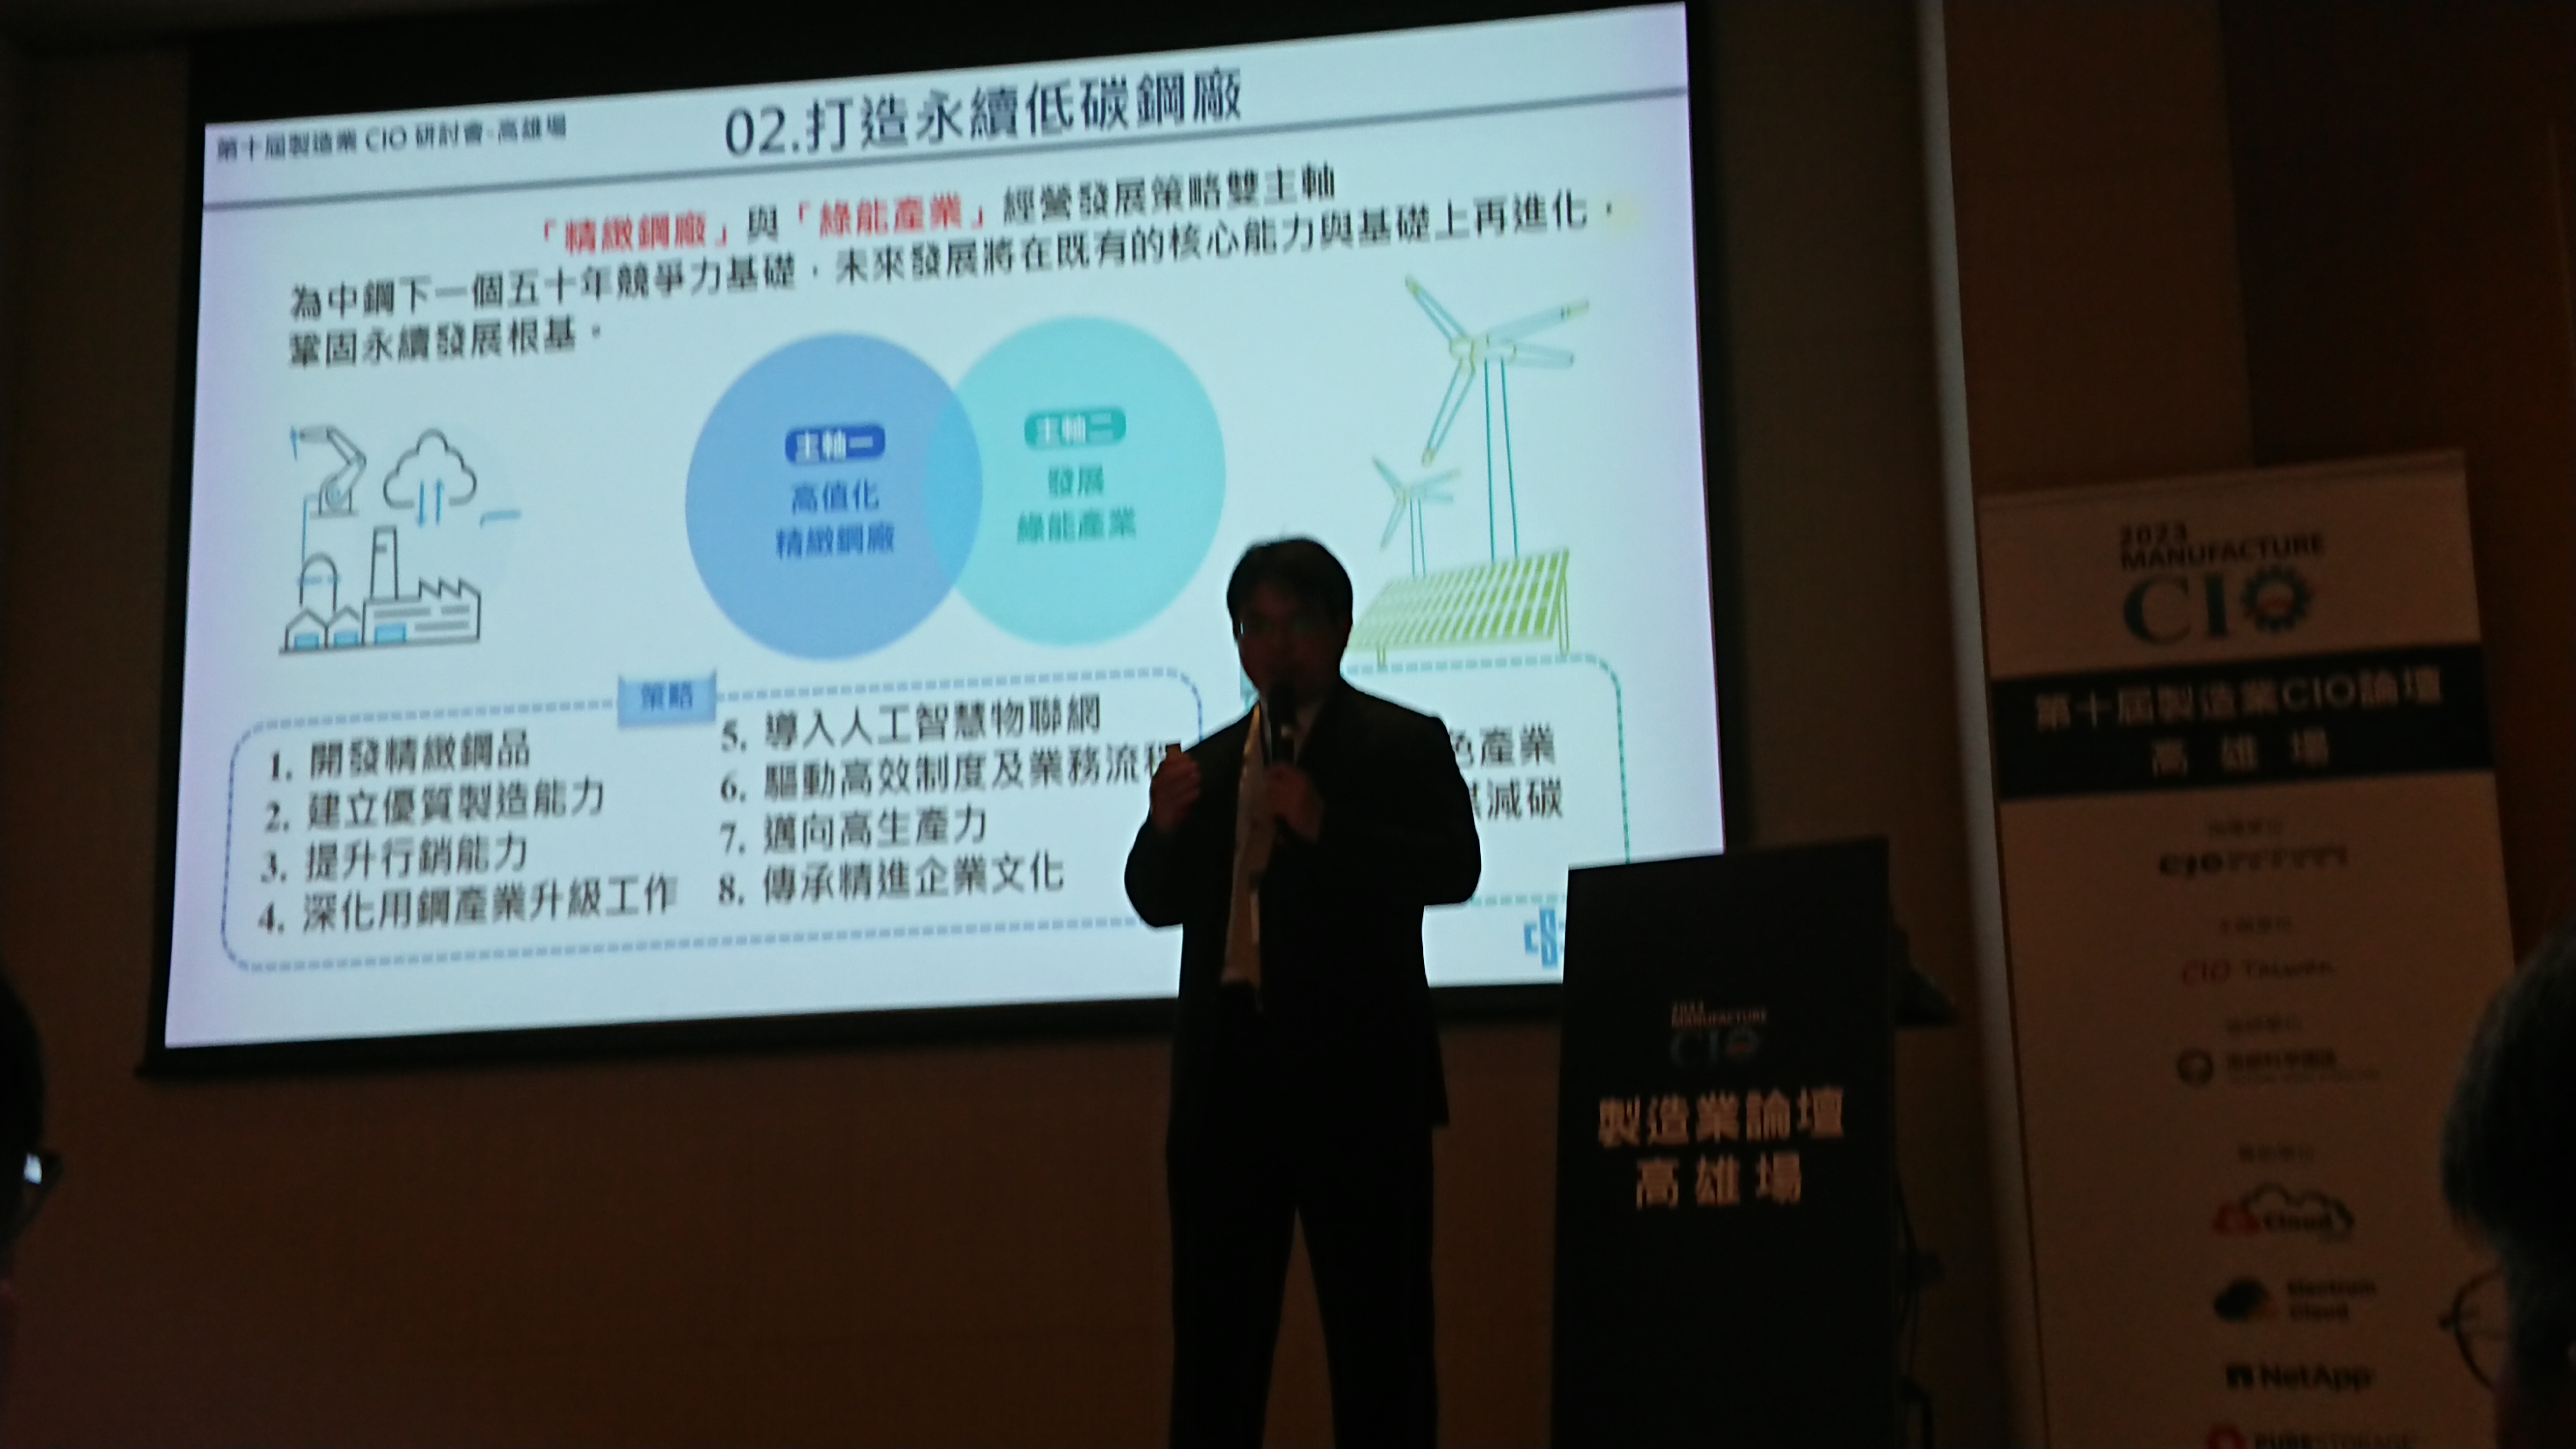 第十屆製造業 CIO 研討會-高雄場
02.打造永續低碳鋼廠
「精緻鋼廠」與「綠能產業」經營發展策略雙主軸
為中鋼下一個五十年競爭力基礎，未來發展將在既有的核心能力與基礎上再進化，
鞏固永續發展根基。
主軸一
高值化
精緻鋼廠
主軸二
發展
綠能產業
策略
1. 開發精緻鋼品
2. 建立優質製造能力
3. 提升行銷能力
4. 深化用鋼產業升級工作
5. 導入人工智慧物聯網
6. 驅動高效制度及業務流程
7. 邁向高生產力
8. 傳承精進企業文化
色產業
減碳
2023
MANUFACTURE
CIO
製造業論壇
高雄場
2023
MANUFACTURE
CIO
第十屆製造業CIO論壇
高雄場
CIO Taiwan
Cloud
Electrum
Cloud
NetApp